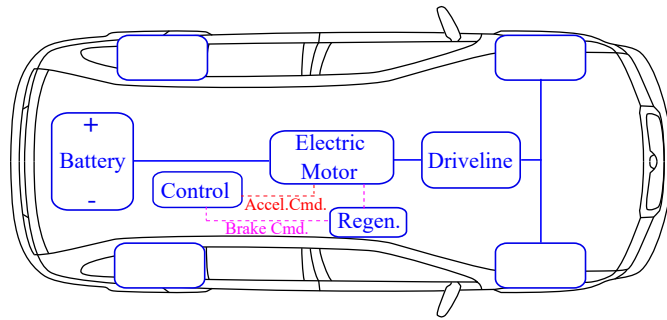 +
Battery
-
Electric
Motor
Driveline
Control
Accel.Cmd.
Brake Cmd.
Regen.